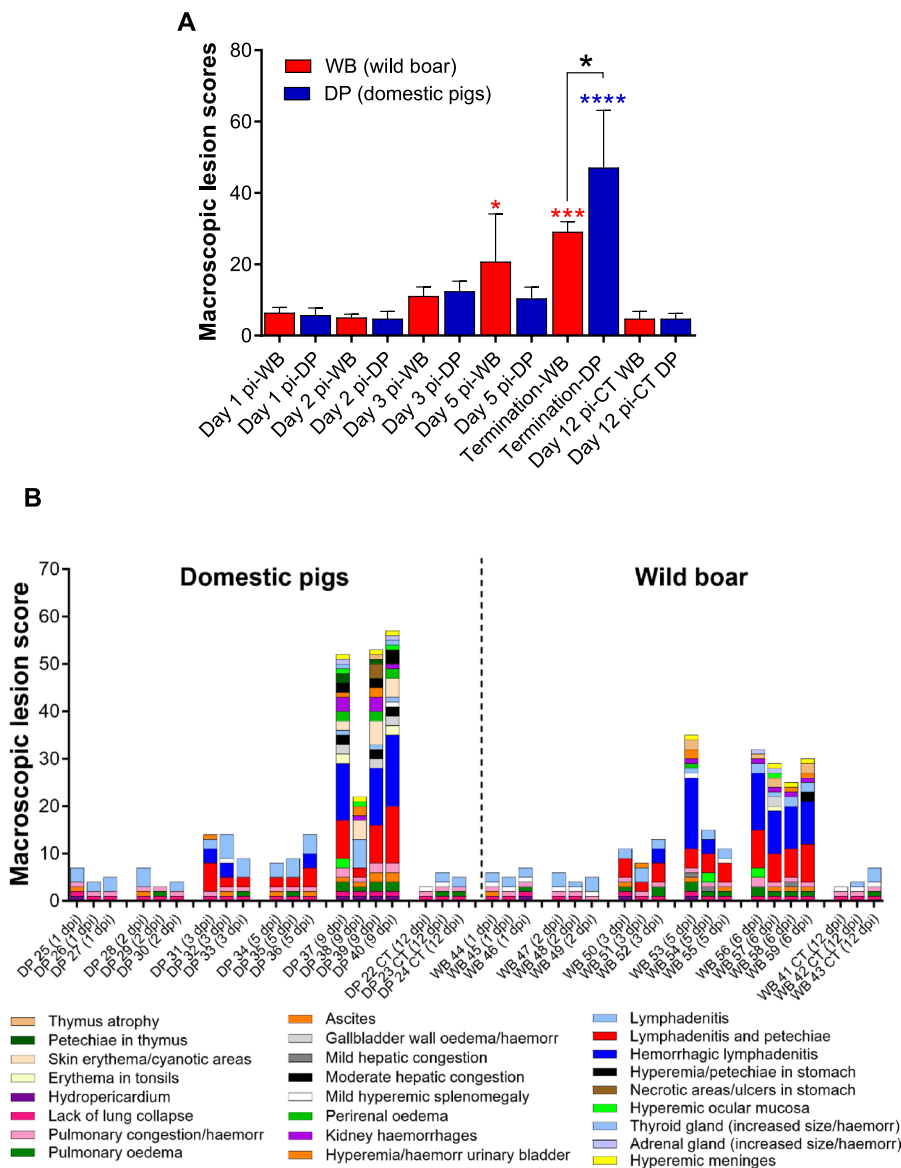 A
Macroscopic lesion scores
80
60
40
20
0
WB (wild boar)
DP (domestic pigs)
*
***
*
****
Day 1 pi-WB
Day 1 pi-DP
Day 2 pi-WB
Day 2 pi-DP
Day 3 pi-WB
Day 3 pi-DP
Day 5 pi-WB
Day 5 pi-DP
Termination-WB
Termination-DP
Day 12 pi-CT WB
Day 12 pi-CT DP
B
Macroscopic lesion score
70
60
50
40
30
20
10
0
Domestic pigs
Wild boar
DP 25 (1 dpi)
DP 26 (1 dpi)
DP 27 (1 dpi)
DP 28 (2 dpi)
DP 29 (2 dpi)
DP 30 (2 dpi)
DP 31 (3 dpi)
DP 32 (3 dpi)
DP 33 (3 dpi)
DP 34 (5 dpi)
DP 35 (5 dpi)
DP 36 (5 dpi)
DP 37 (9 dpi)
DP 38 (9 dpi)
DP 39 (9 dpi)
DP 40 (9 dpi)
DP 22 CT (12 dpi)
DP 23 CT (12 dpi)
DP 24 CT (12 dpi)
WB 44 (1 dpi)
WB 45 (1 dpi)
WB 46 (1 dpi)
WB 47 (2 dpi)
WB 48 (2 dpi)
WB 49 (2 dpi)
WB 50 (3 dpi)
WB 51 (3 dpi)
WB 52 (3 dpi)
WB 53 (5 dpi)
WB 54 (5 dpi)
WB 55 (5 dpi)
WB 56 (6 dpi)
WB 57 (6 dpi)
WB 58 (6 dpi)
WB 59 (6 dpi)
WB 41 CT (12 dpi)
WB 42 CT (12 dpi)
WB 43 CT (12 dpi)
Thymus atrophy
Petechiae in thymus
Skin erythema/cyanotic areas
Erythema in tonsils
Hydropericardium
Lack of lung collapse
Pulmonary congestion/haemorr
Pulmonary oedema
Ascites
Gallbladder wall oedema/haemorr
Mild hepatic congestion
Moderate hepatic congestion
Mild hyperemic splenomegaly
Perirenal oedema
Kidney haemorrhages
Hyperemia/haemorr urinary bladder
Lymphadenitis
Lymphadenitis and petechiae
Hemorrhagic lymphadenitis
Hyperemia/petechiae in stomach
Necrotic areas/ulcers in stomach
Hyperemic ocular mucosa
Thyroid gland (increased size/haemorr)
Adrenal gland (increased size/haemorr)
Hyperemic meninges